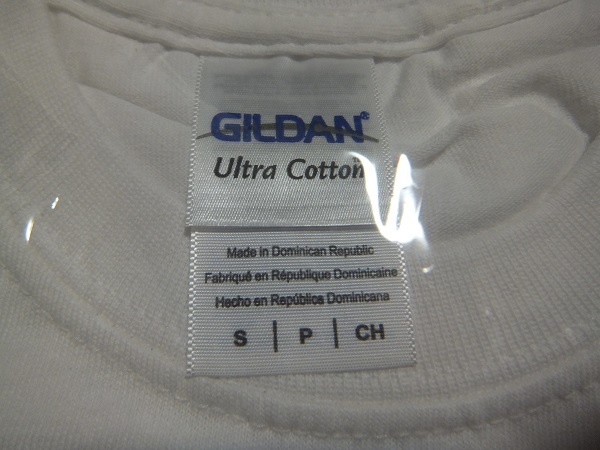 GILDAN®
Ultra Cotton
Made in Dominican Republic
Fabriqué en République Dominicaine
Hecho en República Dominicana
S | P | CH